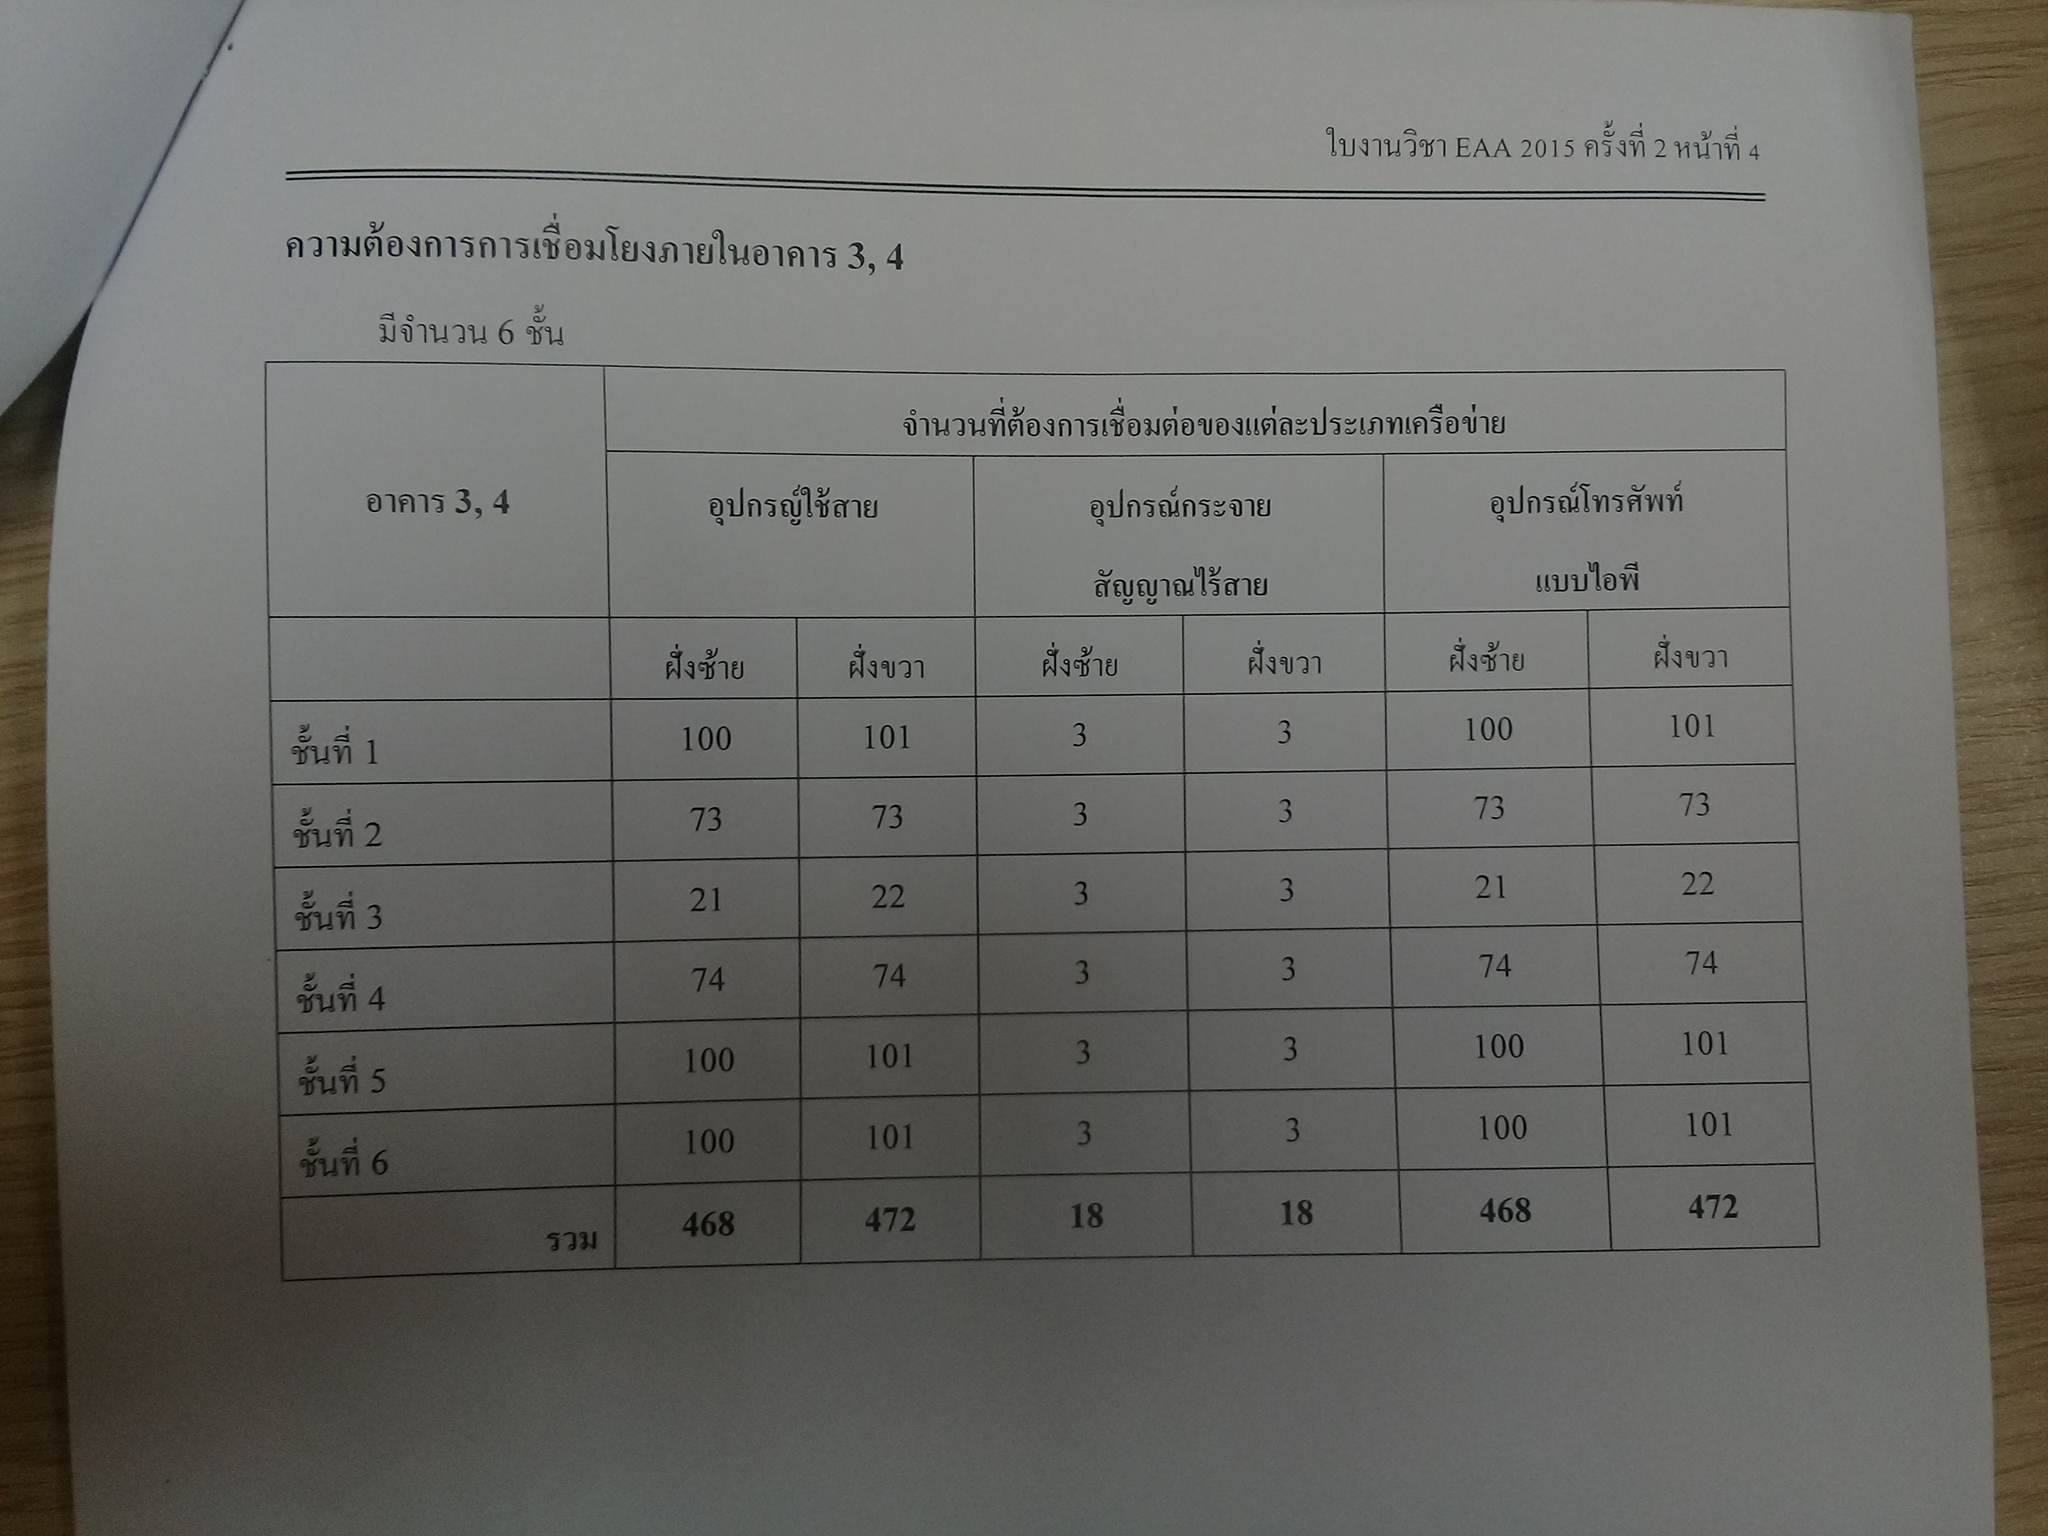 ใบงานวิชา EAA 2015 ครั้งที่ 2 หน้าที่ 4
ความต้องการการเชื่อมโยงภายในอาคาร 3, 4
มีจำนวน 6 ชั้น
อาคาร 3, 4
จำนวนที่ต้องการเชื่อมต่อของแต่ละประเภทเครือข่าย
อุปกรญ์ใช้สาย
อุปกรณ์กระจาย
สัญญาณไร้สาย
อุปกรณ์โทรศัพท์
แบบไอพี
ฝั่งซ้าย ฝั่งขวา ฝั่งซ้าย ฝั่งขวา ฝั่งซ้าย ฝั่งขวา
ชั้นที่ 1 100 101 3 3 100 101
ชั้นที่ 2 73 73 3 3 73 73
ชั้นที่ 3 21 22 3 3 21 22
ชั้นที่ 4 74 74 3 3 74 74
ชั้นที่ 5 100 101 3 3 100 101
ชั้นที่ 6 100 101 3 3 100 101
รวม 468 472 18 18 468 472